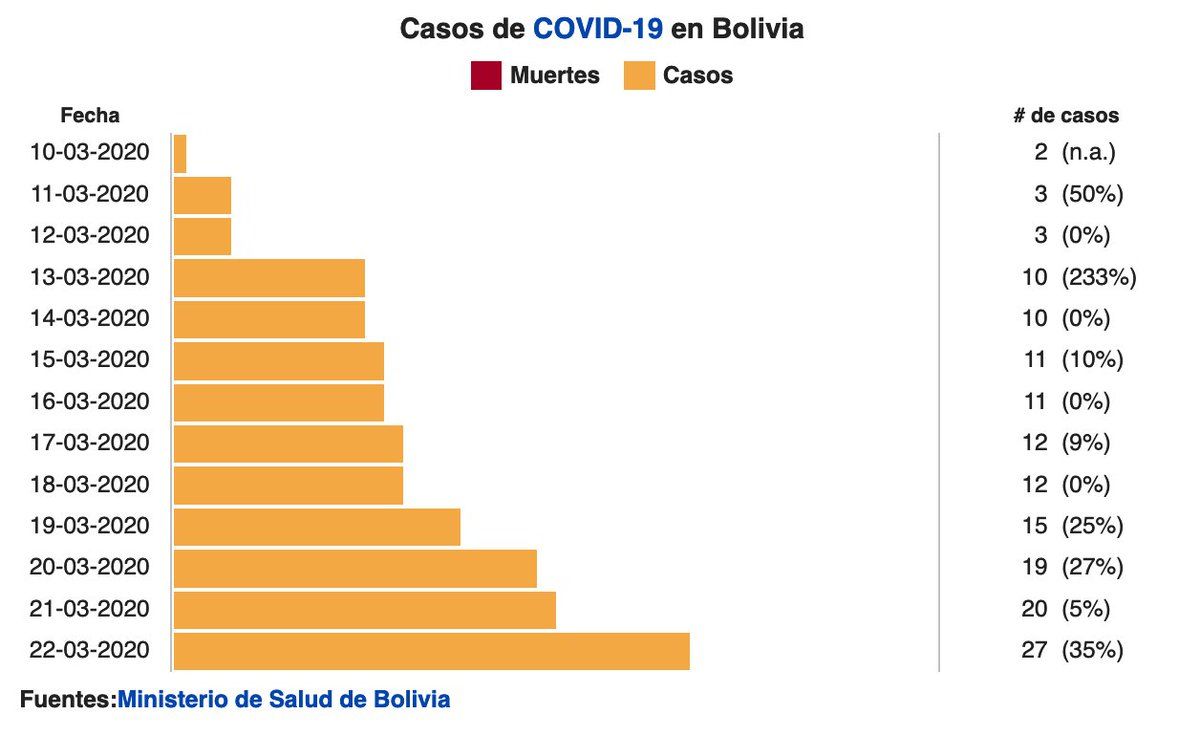 Casos de COVID-19 en Bolivia
Muertes Casos
Fecha # de casos
10-03-2020 2 (n.a.)
11-03-2020 3 (50%)
12-03-2020 3 (0%)
13-03-2020 10 (233%)
14-03-2020 10 (0%)
15-03-2020 11 (10%)
16-03-2020 11 (0%)
17-03-2020 12 (9%)
18-03-2020 12 (0%)
19-03-2020 15 (25%)
20-03-2020 19 (27%)
21-03-2020 20 (5%)
22-03-2020 27 (35%)
Fuentes:Ministerio de Salud de Bolivia